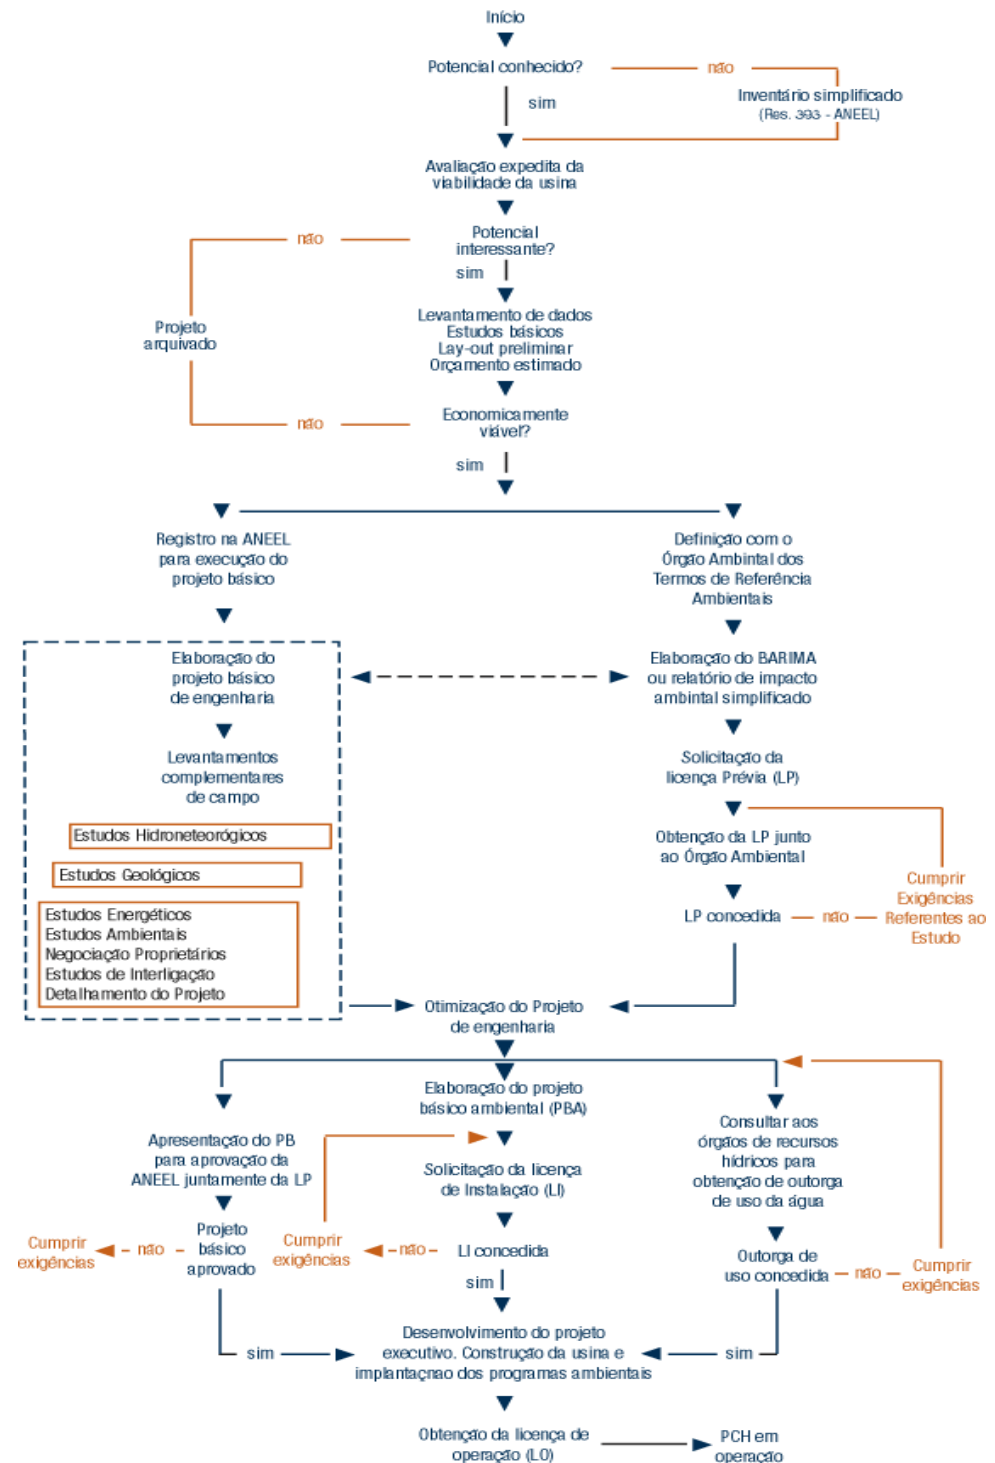 Início
Potencial conhecido?
não
sim
Inventário simplificado
(Res. 393 - ANEEL)
Avaliação expedita da
viabilidade da usina
não
Potencial
interessante?
sim
Projeto
arquivado
Levantamento de dados
Estudos básicos
Lay-out preliminar
Orçamento estimado
não
Economicamente
viável?
sim
Registro na ANEEL
para execução do
projeto básico
Definição com o
Órgão Ambintal dos
Termos de Referência
Ambientais
Elaboração do
projeto básico
de engenharia
Elaboração do BARIMA
ou relatório de impacto
ambintal simplificado
Levantamentos
complementares
de campo
Solicitação da
licença Prévia (LP)
Estudos Hidroneteorógicos
Estudos Geológicos
Estudos Energéticos
Estudos Ambientais
Negociação Proprietários
Estudos de Interligação
Detalhamento do Projeto
Obtenção da LP junto
ao Órgão Ambiental
LP concedida
não
Cumprir
Exigências
Referentes ao
Estudo
Otimização do Projeto
de engenharia
Apresentação do PB
para aprovação da
ANEEL juntamente da LP
Elaboração do projeto
básico ambiental (PBA)
Consultar aos
órgãos de recursos
hídricos para
obtenção de outorga
de uso da água
Solicitação da licença
de Instalação (LI)
Cumprir
exigências
não
Projeto
básico
aprovado
Cumprir
exigências
não
LI concedida
sim
Outorga de
uso concedida
não
Cumprir
exigências
sim
Desenvolvimento do projeto
executivo. Construção da usina e
implantaçnao dos programas ambientais
sim
Obtenção da licença de
operação (LO)
PCH em
operação